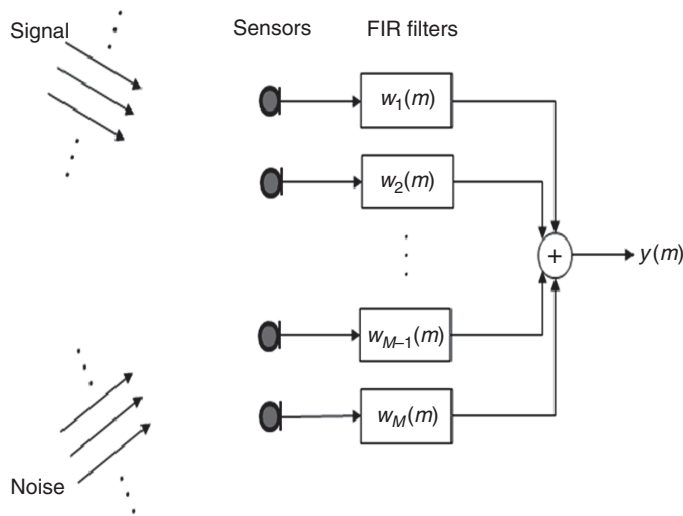 Signal
Sensors
FIR filters
w₁(m)
w₂(m)
+
y(m)
wM–1(m)
wM(m)
Noise